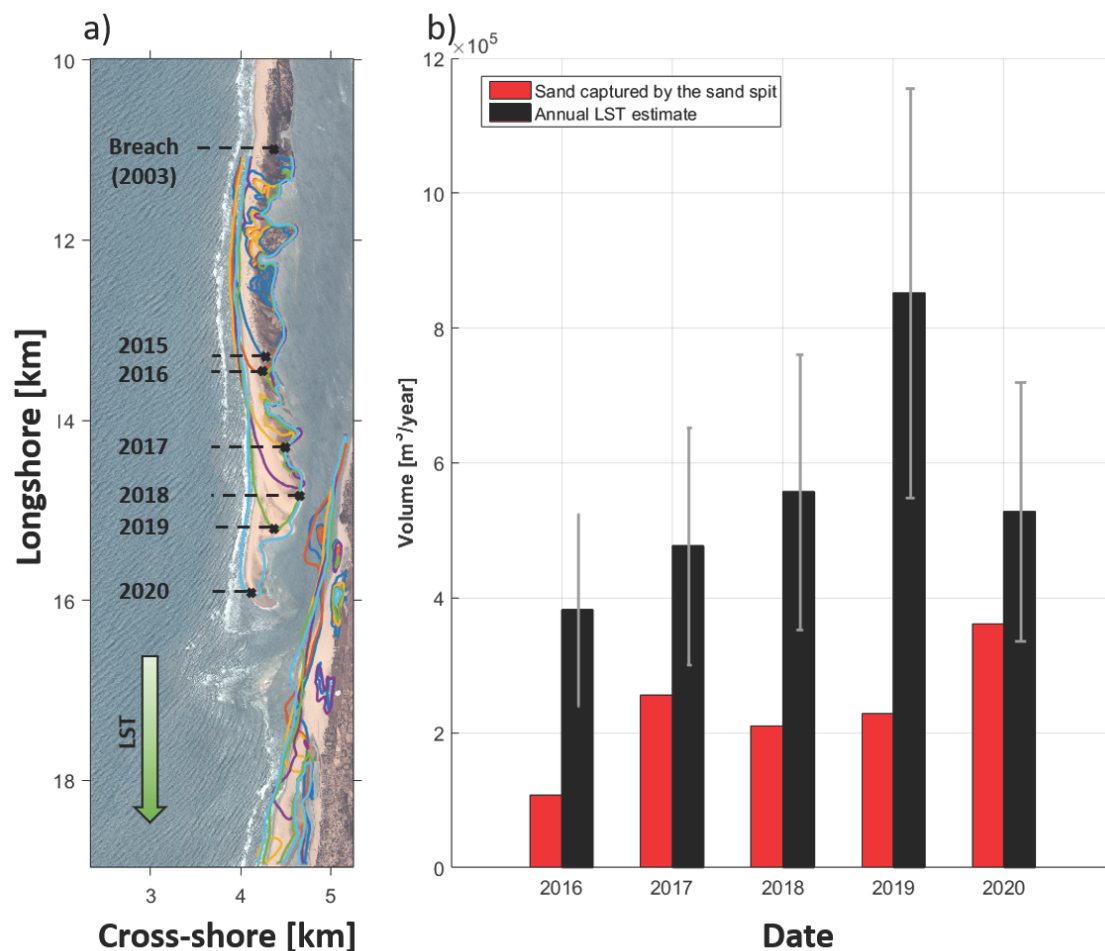 a)
10
12
14
16
18
Longshore [km]
Breach
(2003)
2015
2016
2017
2018
2019
2020
LST
3
4
5
Cross-shore [km]
b)
×10⁵
12
10
8
6
4
2
0
Volume [m³/year]
Sand captured by the sand spit
Annual LST estimate
2016
2017
2018
2019
2020
Date